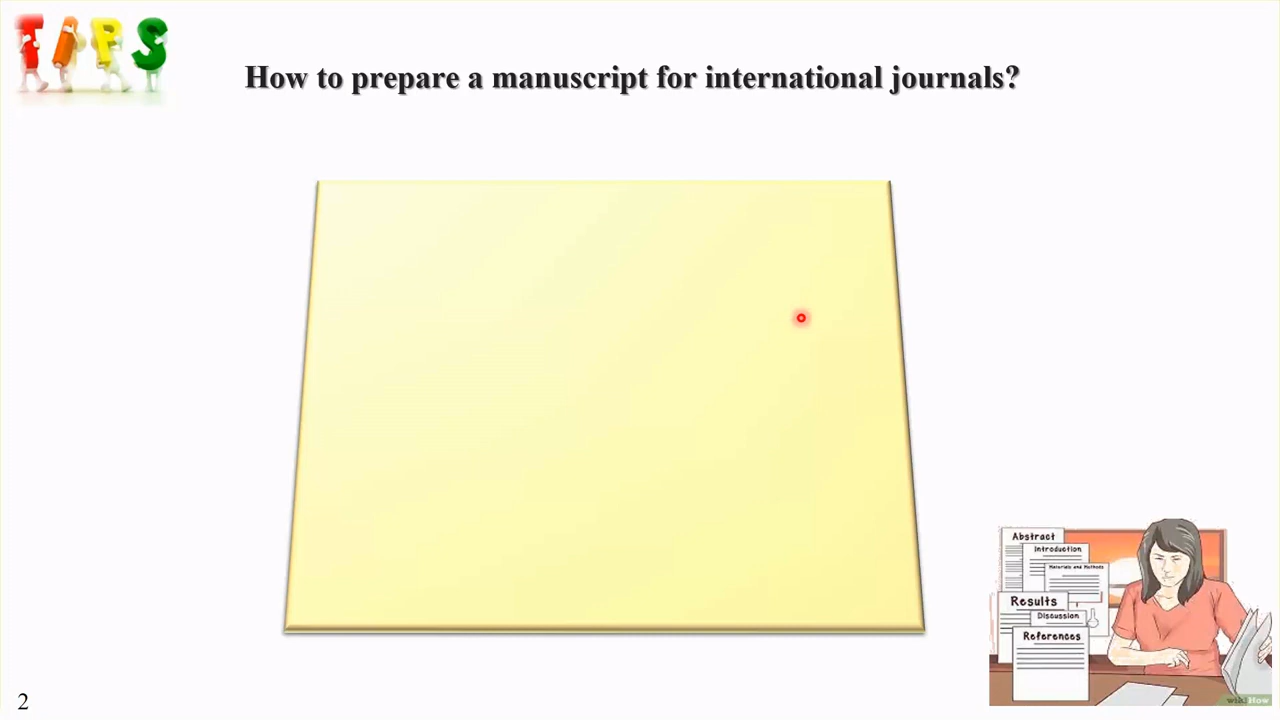 TIPS
How to prepare a manuscript for international journals?
Abstract
Introduction
Materials and Methods
Results
Discussion
References
wikiHow
2